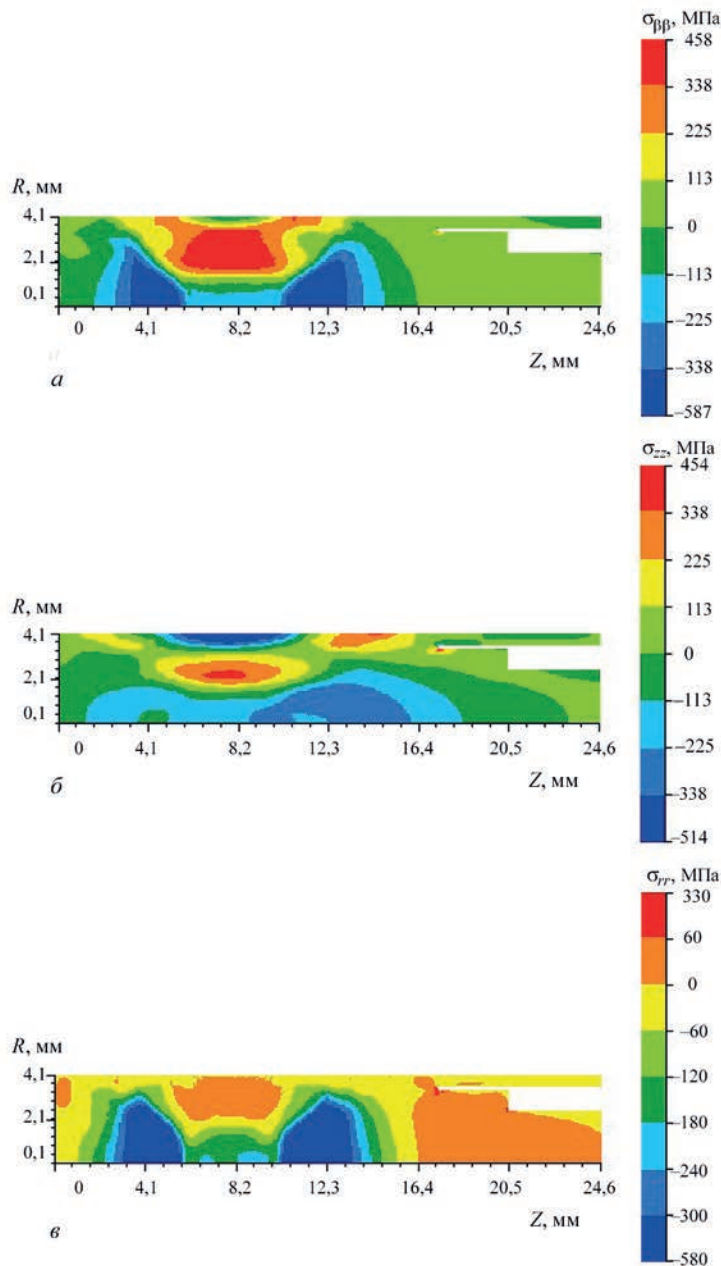 σββ, МПа
458
338
225
113
0
–113
–225
–338
–587
R, мм
4,1
2,1
0,1
0 4,1 8,2 12,3 16,4 20,5 24,6
Z, мм
а
σzz, МПа
454
338
225
113
0
–113
–225
–338
–514
R, мм
4,1
2,1
0,1
0 4,1 8,2 12,3 16,4 20,5 24,6
Z, мм
б
σrr, МПа
330
60
0
–60
–120
–180
–240
–300
–580
R, мм
4,1
2,1
0,1
0 4,1 8,2 12,3 16,4 20,5 24,6
Z, мм
в